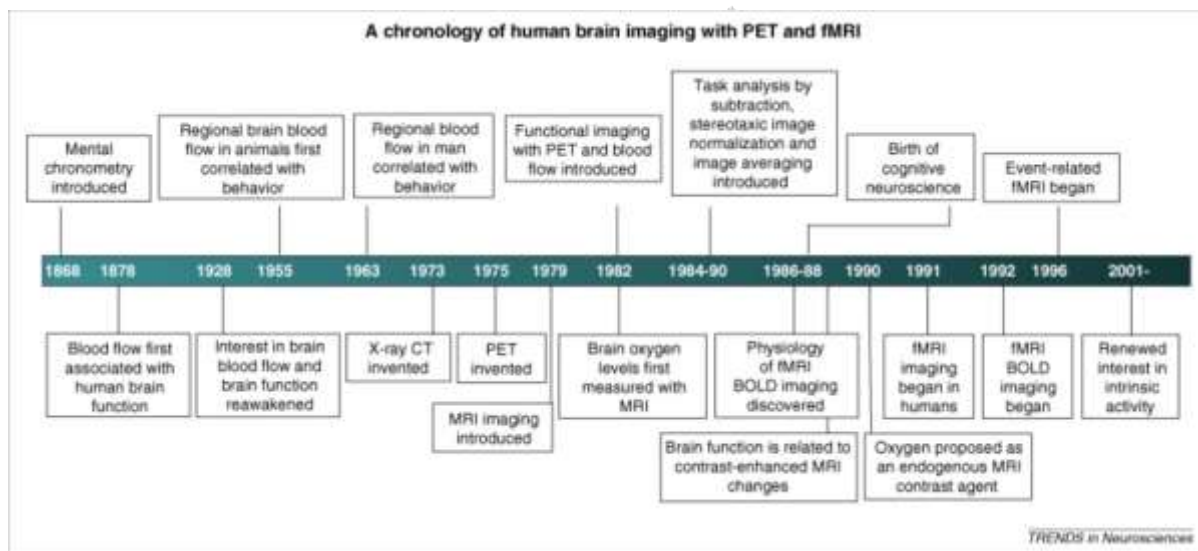 A chronology of human brain imaging with PET and fMRI
Mental
chronometry
introduced
Regional brain blood
flow in animals first
correlated with
behavior
Regional blood
flow in man
correlated with
behavior
Functional imaging
with PET and blood
flow introduced
Task analysis by
subtraction,
stereotaxic image
normalization and
image averaging
introduced
Birth of
cognitive
neuroscience
Event-related
fMRI began
1868 1878 1928 1955 1963 1973 1975 1979 1982 1984-90 1986-88 1990 1991 1992 1996 2001-
Blood flow first
associated with
human brain
function
Interest in brain
blood flow and
brain function
reawakened
X-ray CT
invented
PET
invented
MRI imaging
introduced
Brain oxygen
levels first
measured with
MRI
Physiology
of fMRI
BOLD imaging
discovered
Brain function is related to
contrast-enhanced MRI
changes
Oxygen proposed as
an endogenous MRI
contrast agent
fMRI
imaging
began in
humans
fMRI
BOLD
imaging
began
Renewed
interest in
intrinsic
activity
TRENDS in Neurosciences